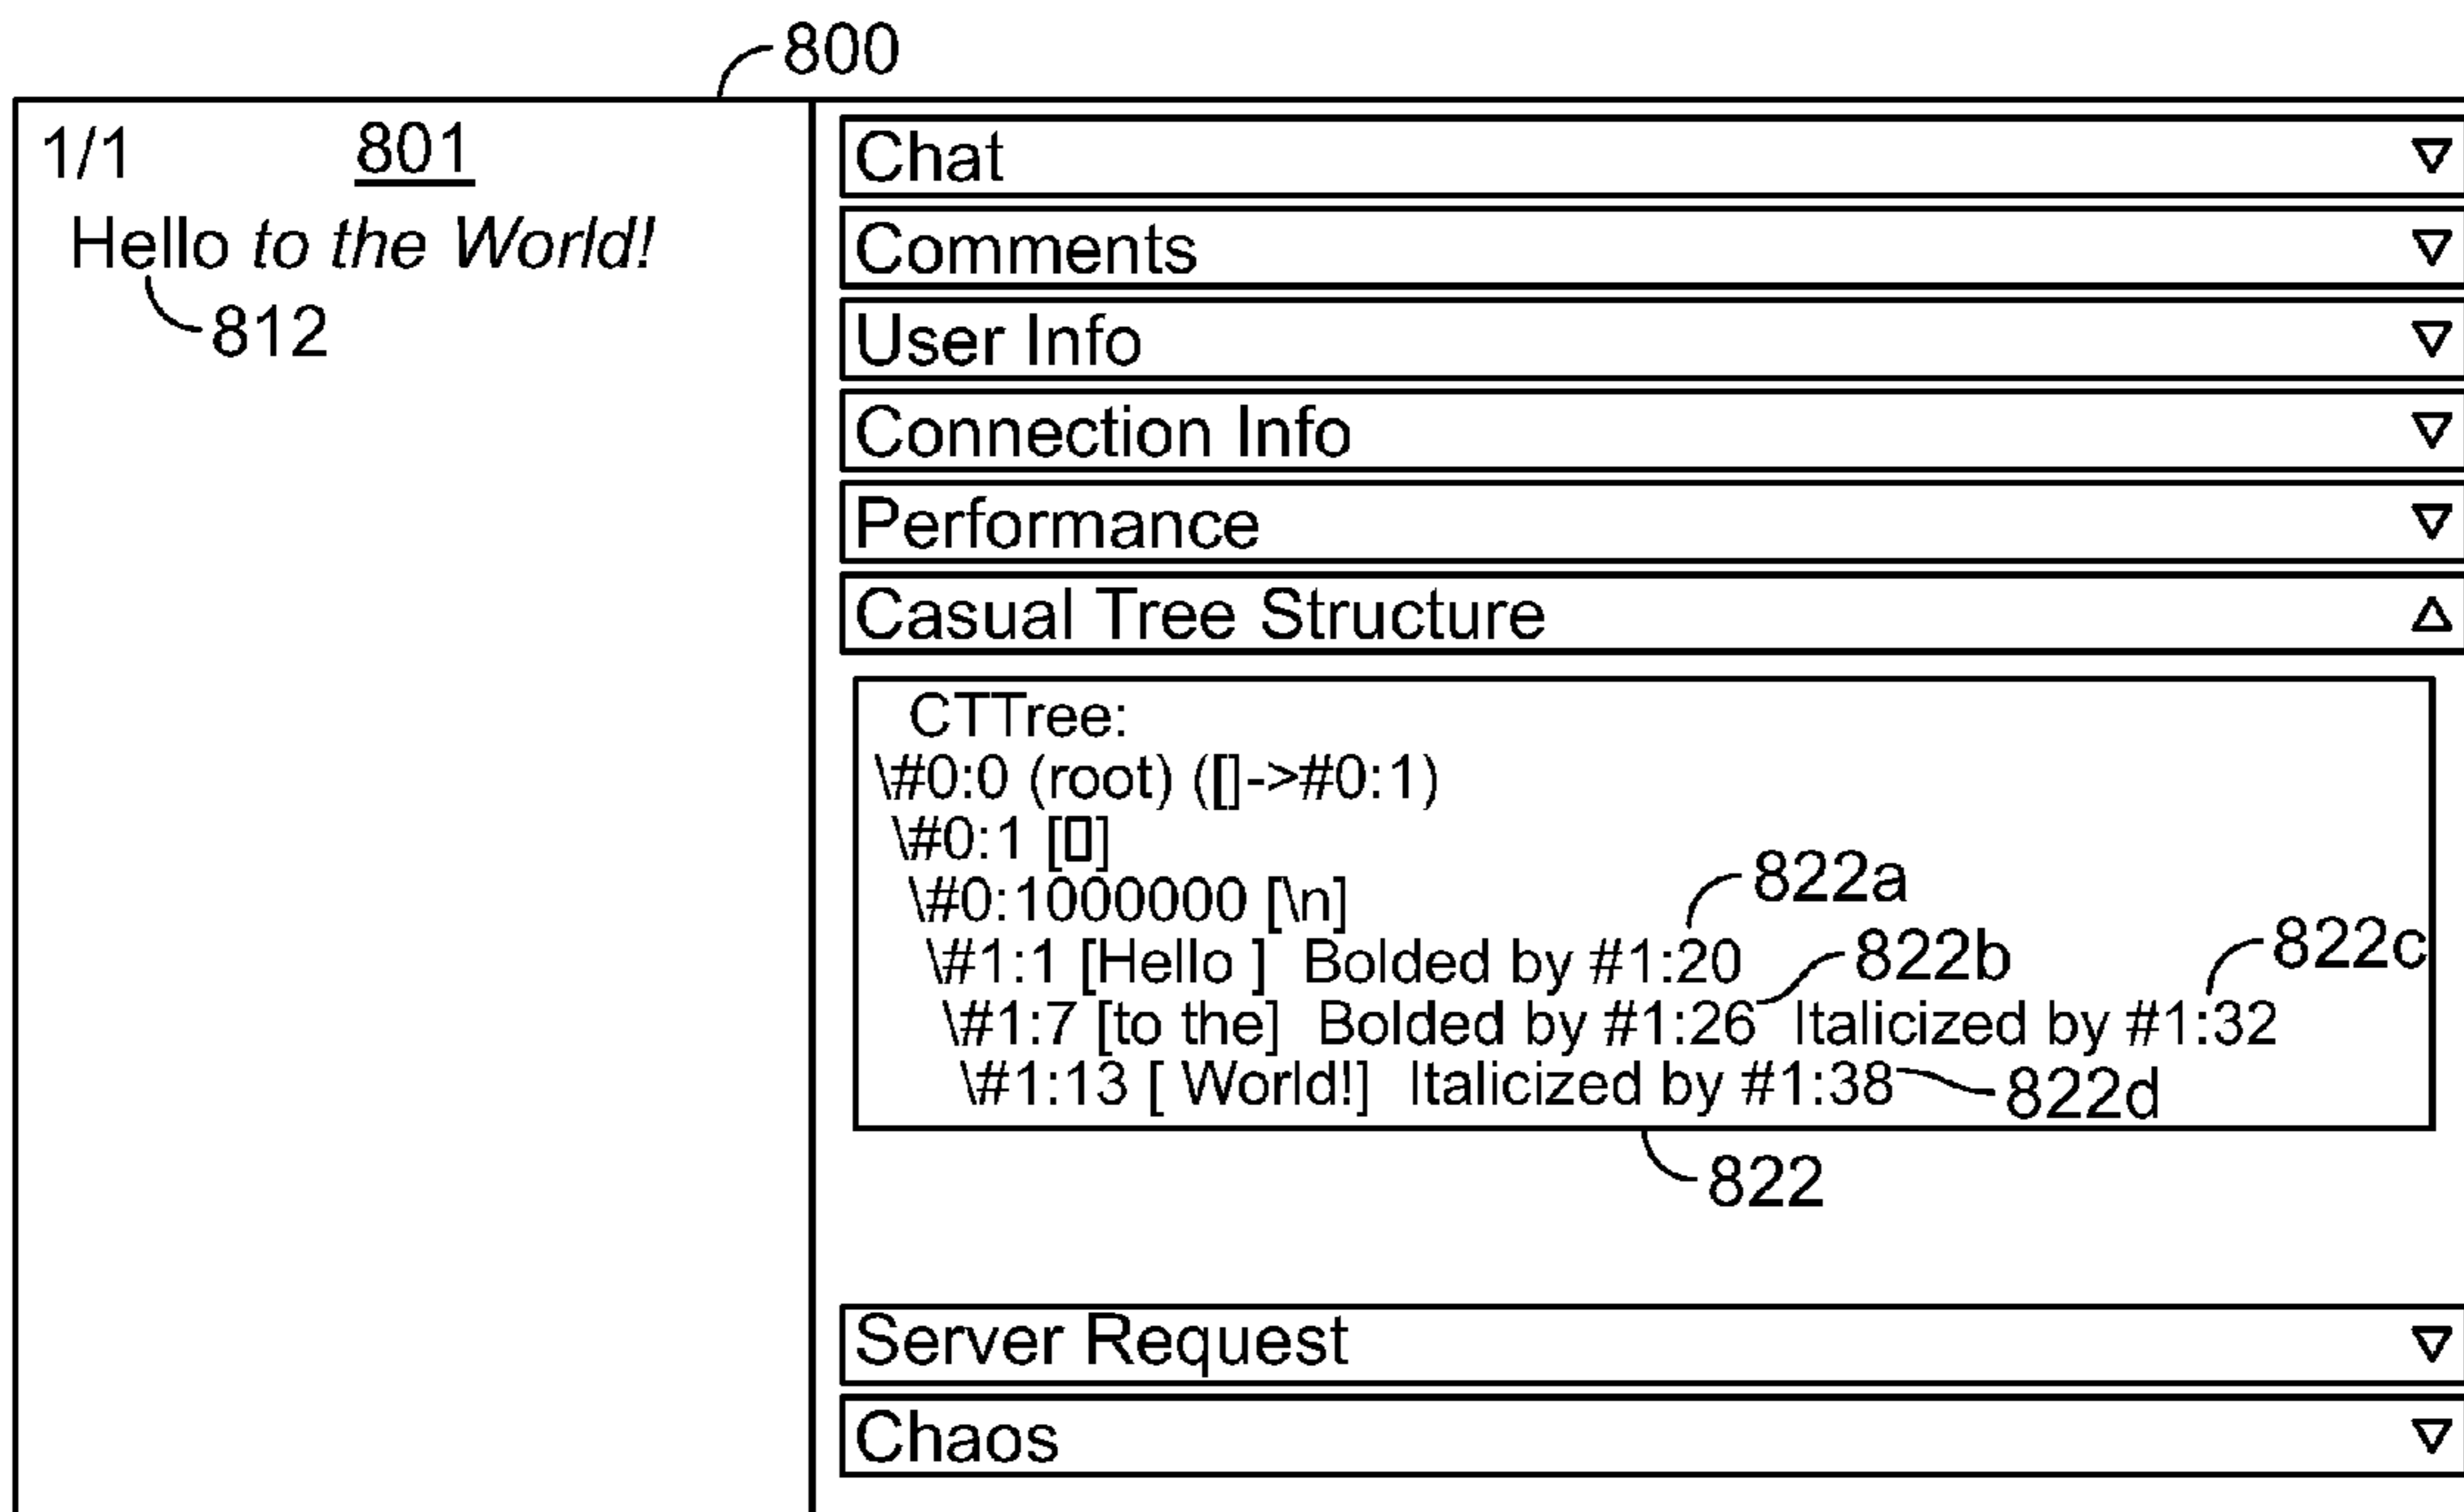 800
1/1 801
Hello to the World!
812
Chat
Comments
User Info
Connection Info
Performance
Casual Tree Structure
CTTree:
\#0:0 (root) ([]->#0:1)
\#0:1 [▯]
\#0:1000000 [\n]
822a
\#1:1 [Hello ] Bolded by #1:20
822b
822c
\#1:7 [to the] Bolded by #1:26 Italicized by #1:32
\#1:13 [ World!] Italicized by #1:38
822d
822
Server Request
Chaos